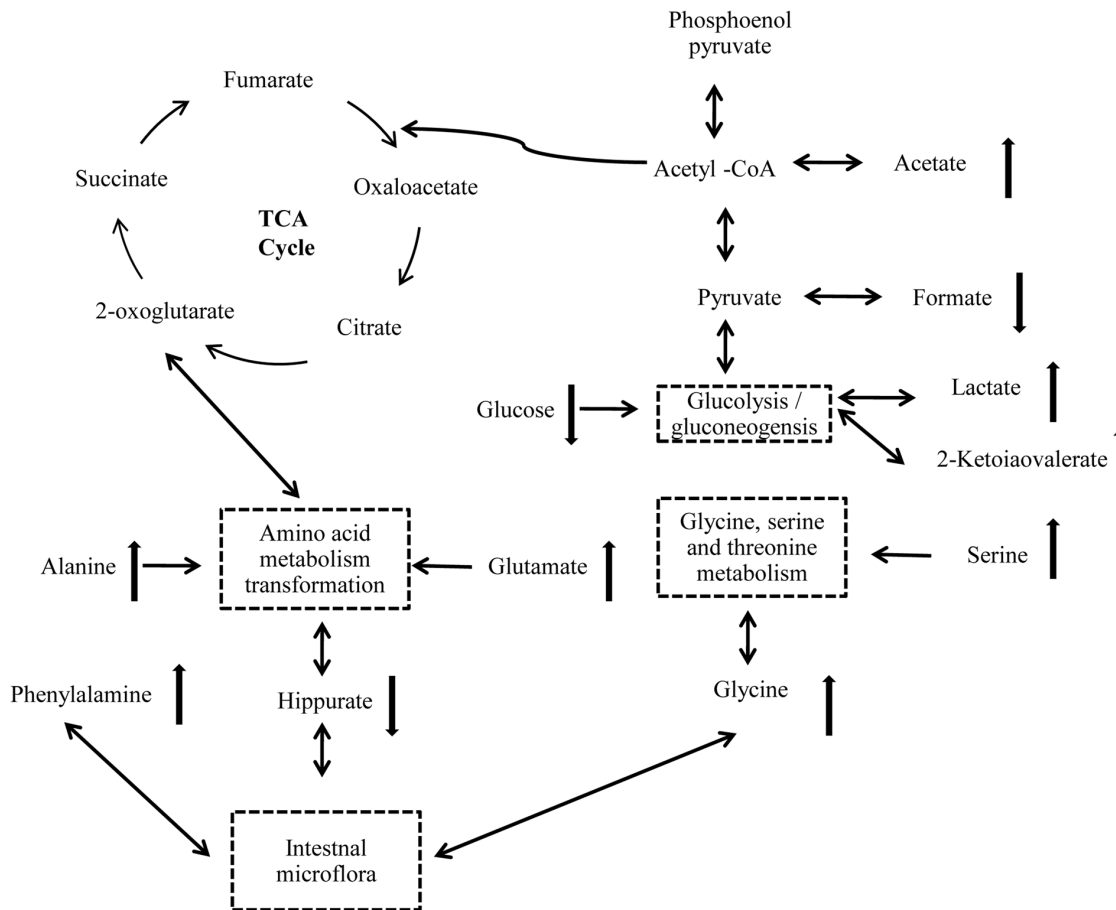 Phosphoenol
pyruvate
Fumarate
Succinate
Oxaloacetate
Acetyl -CoA
Acetate
TCA
Cycle
2-oxoglutarate
Citrate
Pyruvate
Formate
Glucose
Glucolysis /
gluconeogensis
Lactate
2-Ketoiaovalerate
Alanine
Amino acid
metabolism
transformation
Glutamate
Glycine, serine
and threonine
metabolism
Serine
Phenylalamine
Hippurate
Glycine
Intestnal
microflora